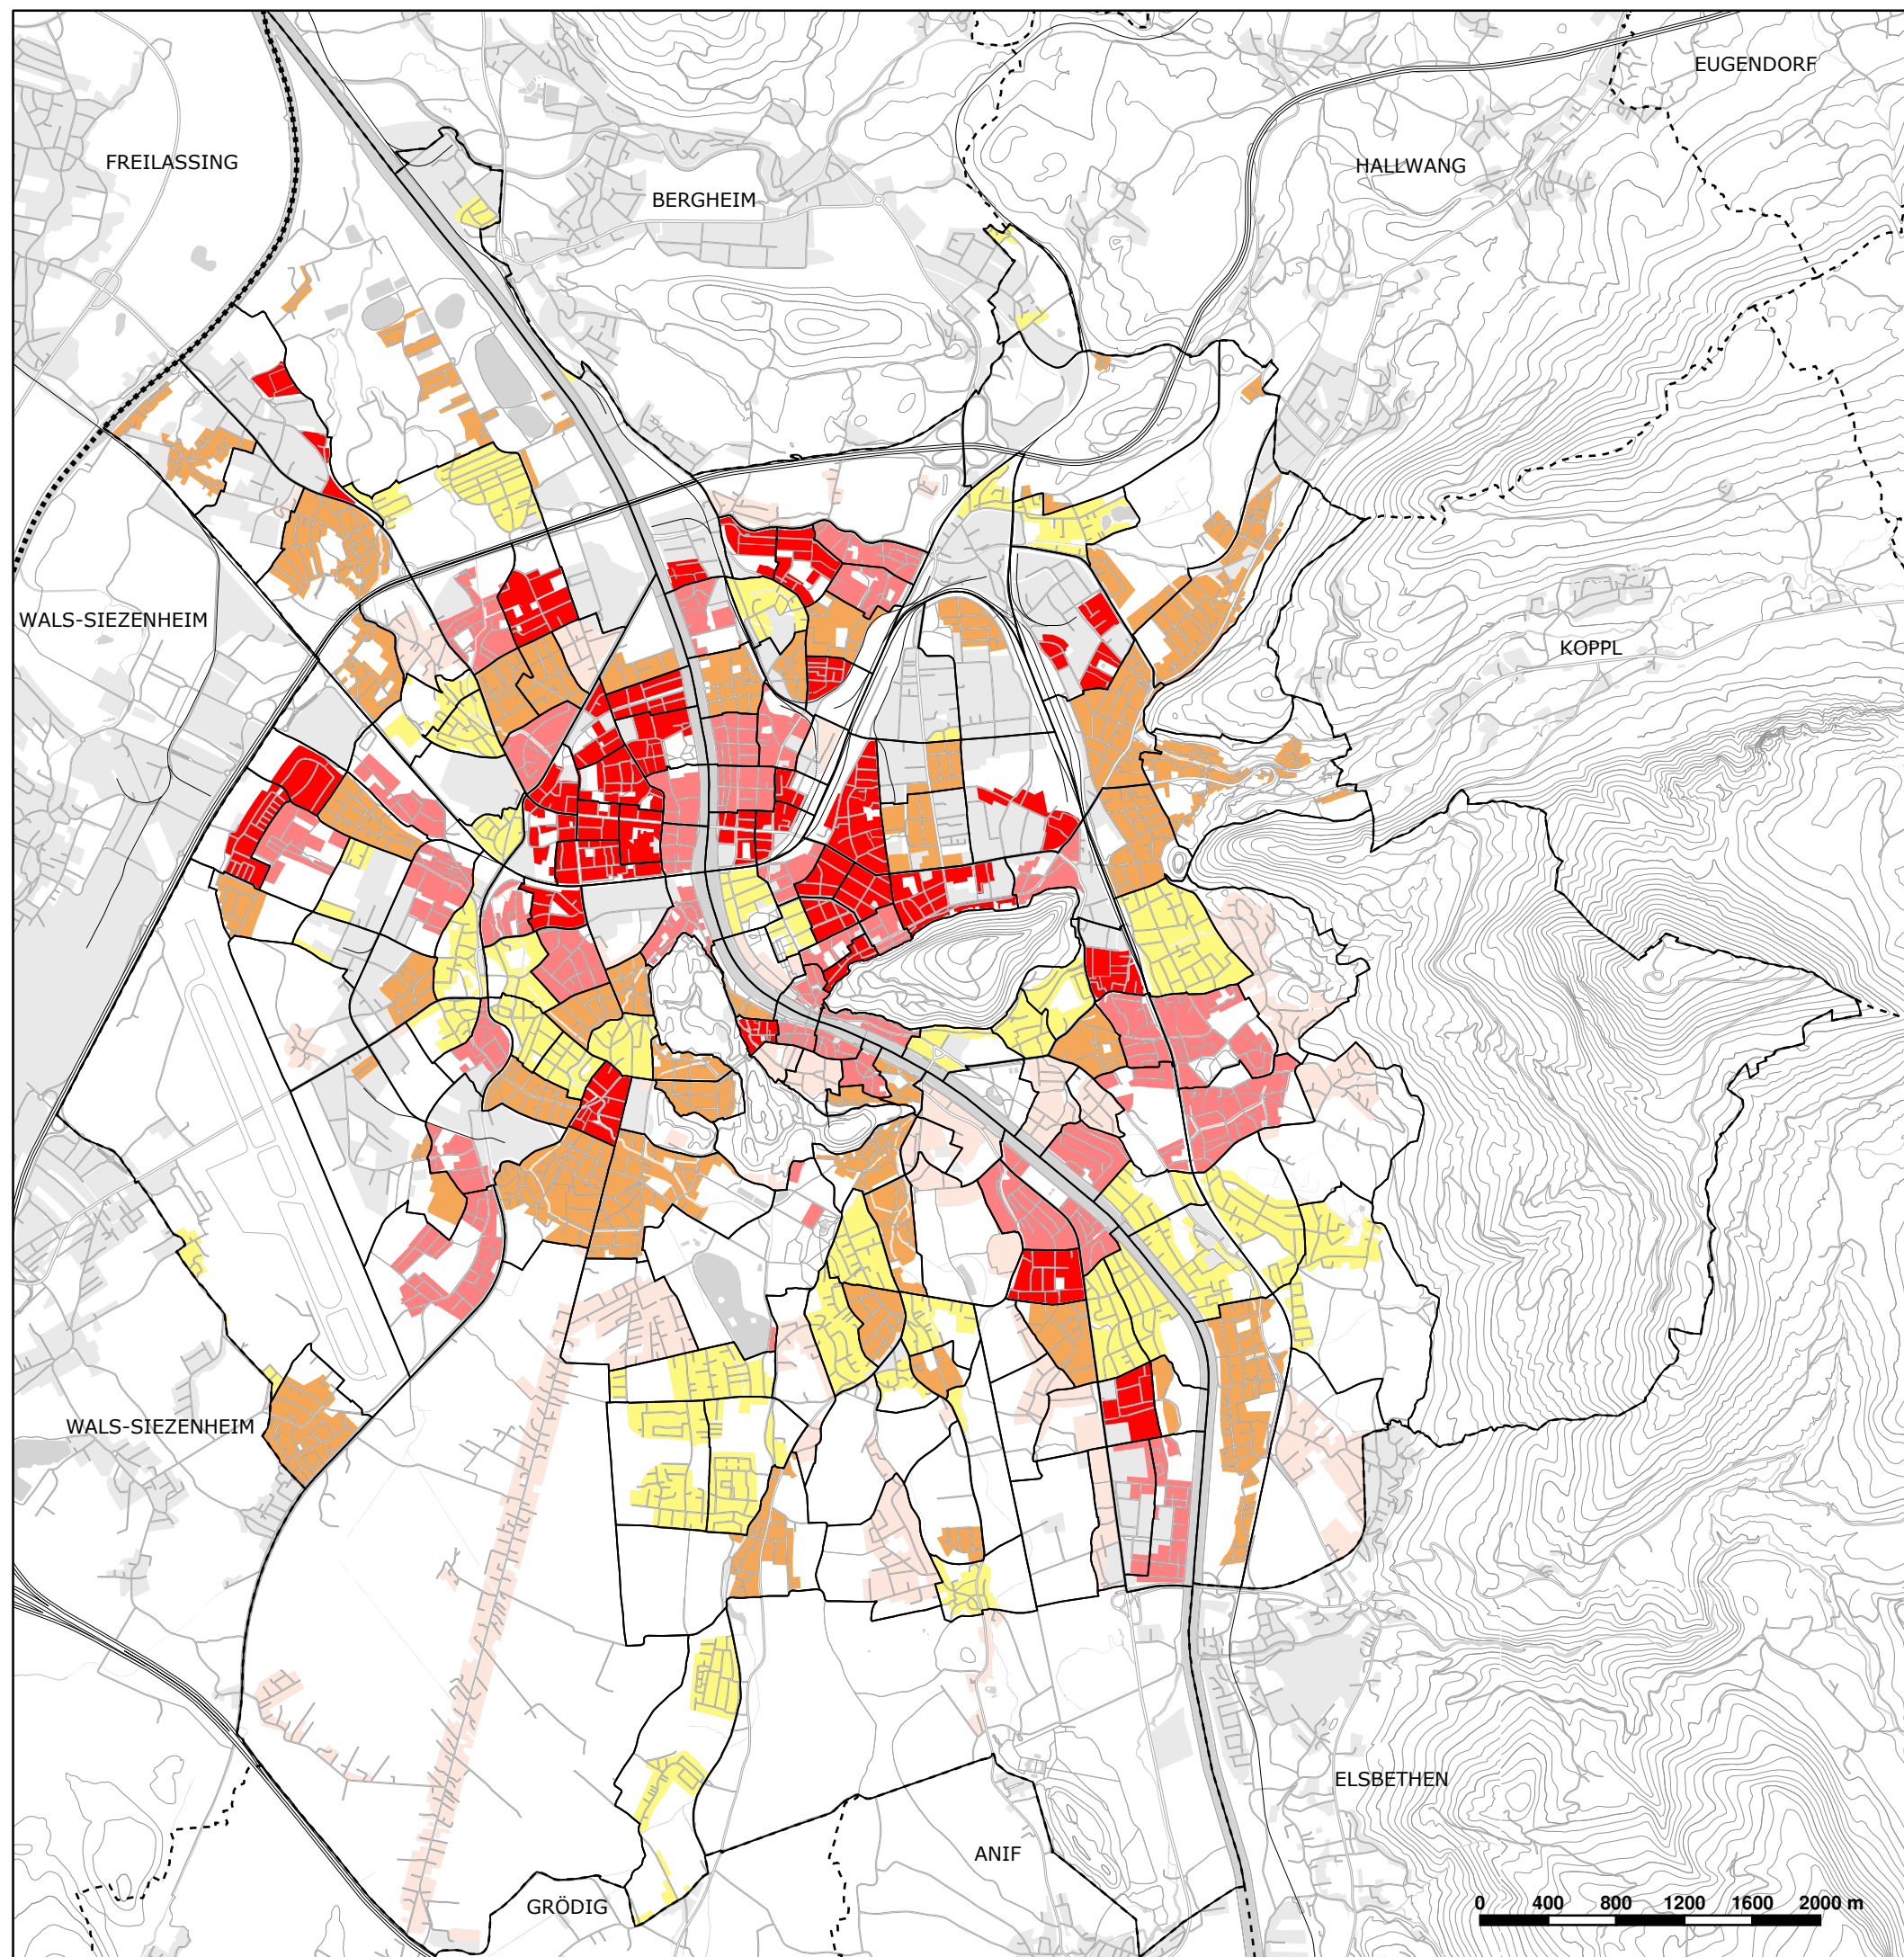 EUGENDORF
FREILASSING
HALLWANG
BERGHEIM
WALS-SIEZENHEIM
KOPPL
WALS-SIEZENHEIM
ELSBETHEN
ANIF
GRÖDIG
0 400 800 1200 1600 2000 m